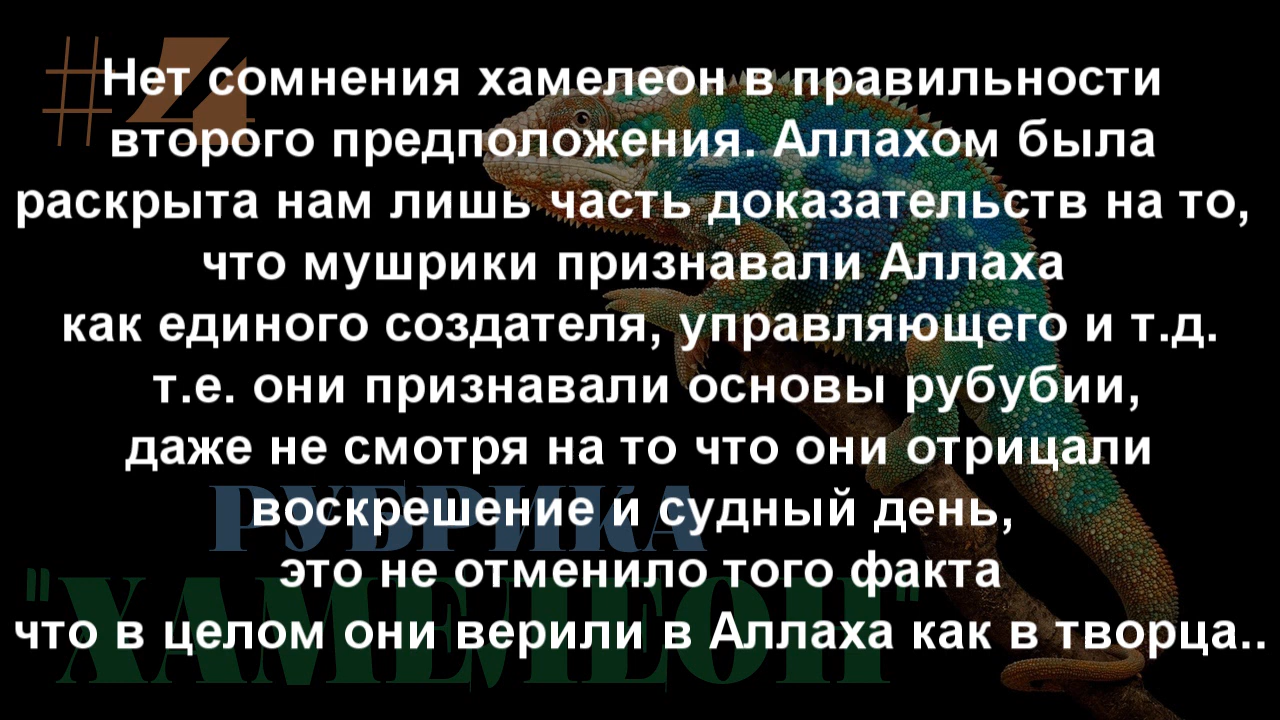 #4
Нет сомнения хамелеон в правильности
второго предположения. Аллахом была
раскрыта нам лишь часть доказательств на то,
что мушрики признавали Аллаха
как единого создателя, управляющего и т.д.
т.е. они признавали основы рубубии,
даже не смотря на то что они отрицали
воскрешение и судный день,
это не отменило того факта
что в целом они верили в Аллаха как в творца..
РУБРИКА
"ХАМЕЛЕОН"